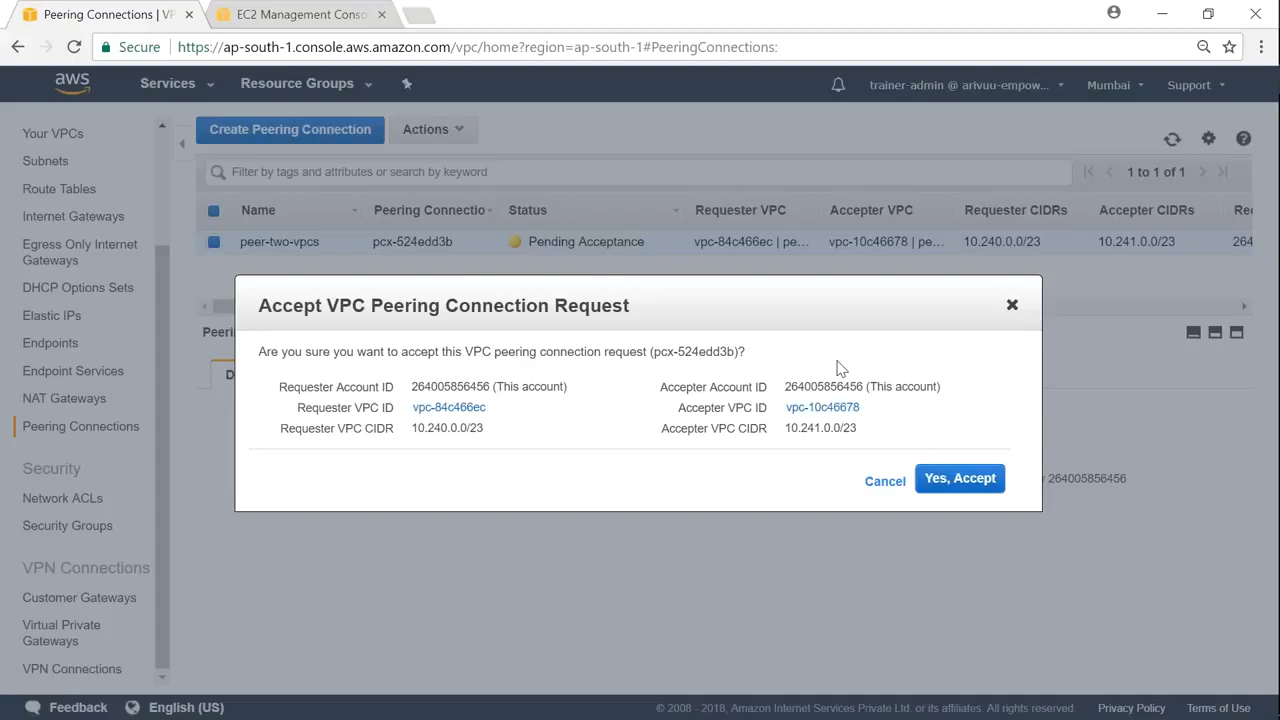 Peering Connections | VP
EC2 Management Conso
Secure
https://ap-south-1.console.aws.amazon.com/vpc/home?region=ap-south-1#PeeringConnections:
aws
Services
Resource Groups
trainer-admin @ arivuu-empow...
Mumbai
Support
Your VPCs
Subnets
Route Tables
Internet Gateways
Egress Only Internet
Gateways
DHCP Options Sets
Elastic IPs
Endpoints
Endpoint Services
NAT Gateways
Peering Connections
Security
Network ACLs
Security Groups
VPN Connections
Customer Gateways
Virtual Private
Gateways
VPN Connections
Create Peering Connection
Actions
Filter by tags and attributes or search by keyword
1 to 1 of 1
Name Peering Connectio Status Requester VPC Accepter VPC Requester CIDRs Accepter CIDRs Rec
peer-two-vpcs pcx-524edd3b Pending Acceptance vpc-84c466ec | pe... vpc-10c46678 | pe... 10.240.0.0/23 10.241.0.0/23 264
Peeri
D
Accept VPC Peering Connection Request
Are you sure you want to accept this VPC peering connection request (pcx-524edd3b)?
Requester Account ID 264005856456 (This account) Accepter Account ID 264005856456 (This account)
Requester VPC ID vpc-84c466ec Accepter VPC ID vpc-10c46678
Requester VPC CIDR 10.240.0.0/23 Accepter VPC CIDR 10.241.0.0/23
Cancel
Yes, Accept
264005856456
Feedback
English (US)
© 2008 - 2018, Amazon Internet Services Private Ltd. or its affiliates. All rights reserved.
Privacy Policy
Terms of Use